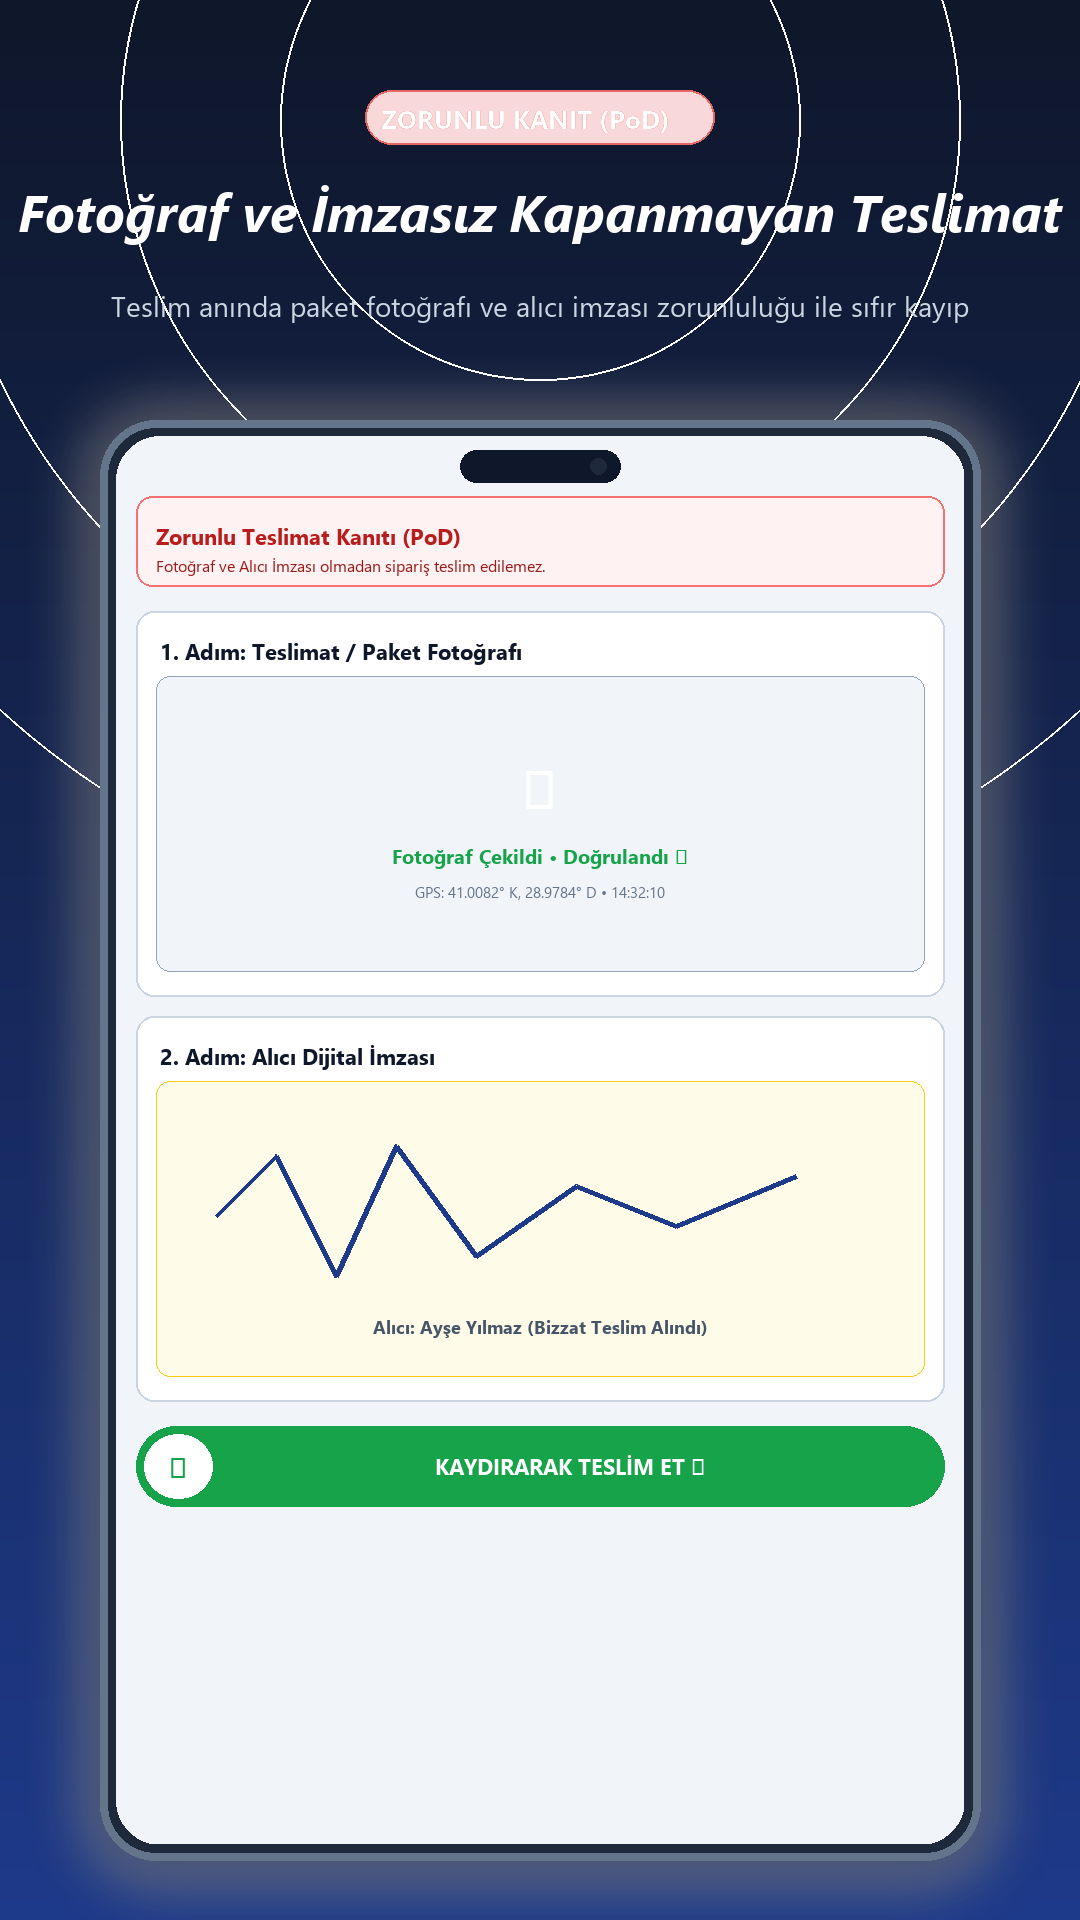 ZORUNLU KANIT (PoD)
Fotoğraf ve İmzasız Kapanmayan Teslimat
Teslim anında paket fotoğrafı ve alıcı imzası zorunluluğu ile sıfır kayıp
Zorunlu Teslimat Kanıtı (PoD)
Fotoğraf ve Alıcı İmzası olmadan sipariş teslim edilemez.
1. Adım: Teslimat / Paket Fotoğrafı
Fotoğraf Çekildi • Doğrulandı
GPS: 41.0082° K, 28.9784° D • 14:32:10
2. Adım: Alıcı Dijital İmzası
Alıcı: Ayşe Yılmaz (Bizzat Teslim Alındı)
KAYDIRARAK TESLİM ET